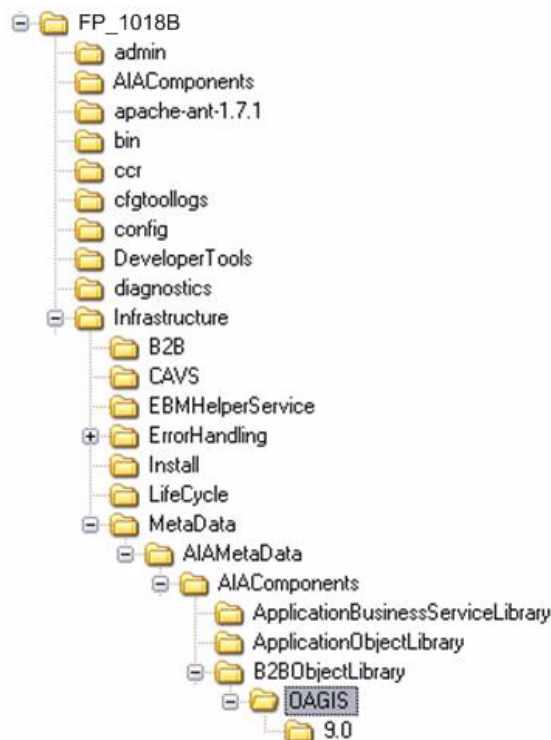 FP_1018B
admin
AIAComponents
apache-ant-1.7.1
bin
ccr
cfgtoollogs
config
DeveloperTools
diagnostics
Infrastructure
B2B
CAVS
EBMHelperService
ErrorHandling
Install
LifeCycle
MetaData
AIAMetaData
AIAComponents
ApplicationBusinessServiceLibrary
ApplicationObjectLibrary
B2BObjectLibrary
OAGIS
9.0